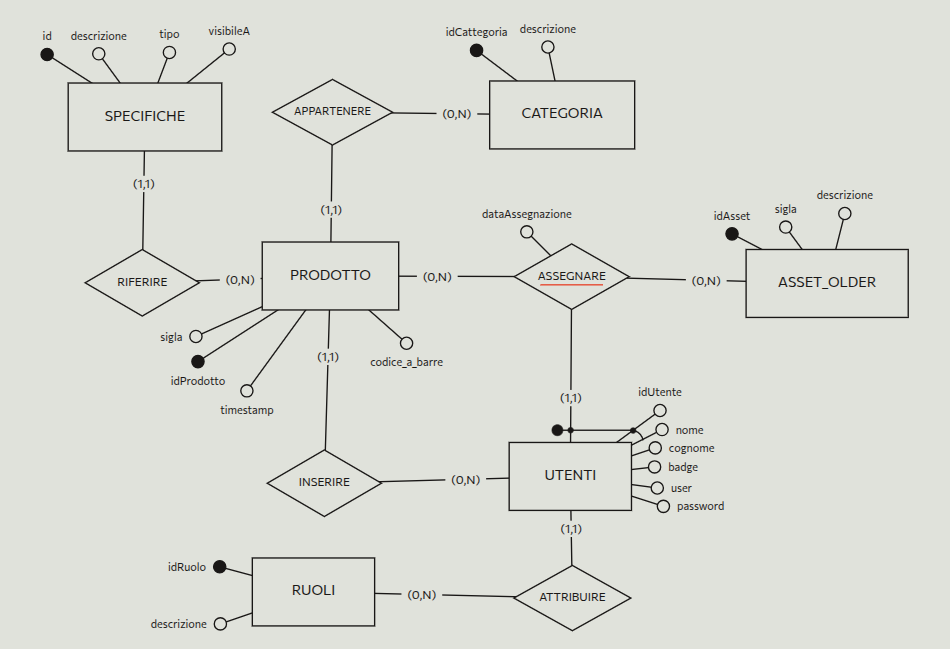 id
descrizione
tipo
visibileA
SPECIFICHE
(1,1)
RIFERIRE
(0,N)
APPARTENERE
(0,N)
(1,1)
idCattegoria
descrizione
CATEGORIA
PRODOTTO
sigla
idProdotto
timestamp
codice_a_barre
(0,N)
dataAssegnazione
ASSEGNARE
(0,N)
idAsset
sigla
descrizione
ASSET_OLDER
(1,1)
(1,1)
idUtente
nome
cognome
badge
user
password
UTENTI
INSERIRE
(0,N)
(1,1)
idRuolo
RUOLI
descrizione
(0,N)
ATTRIBUIRE